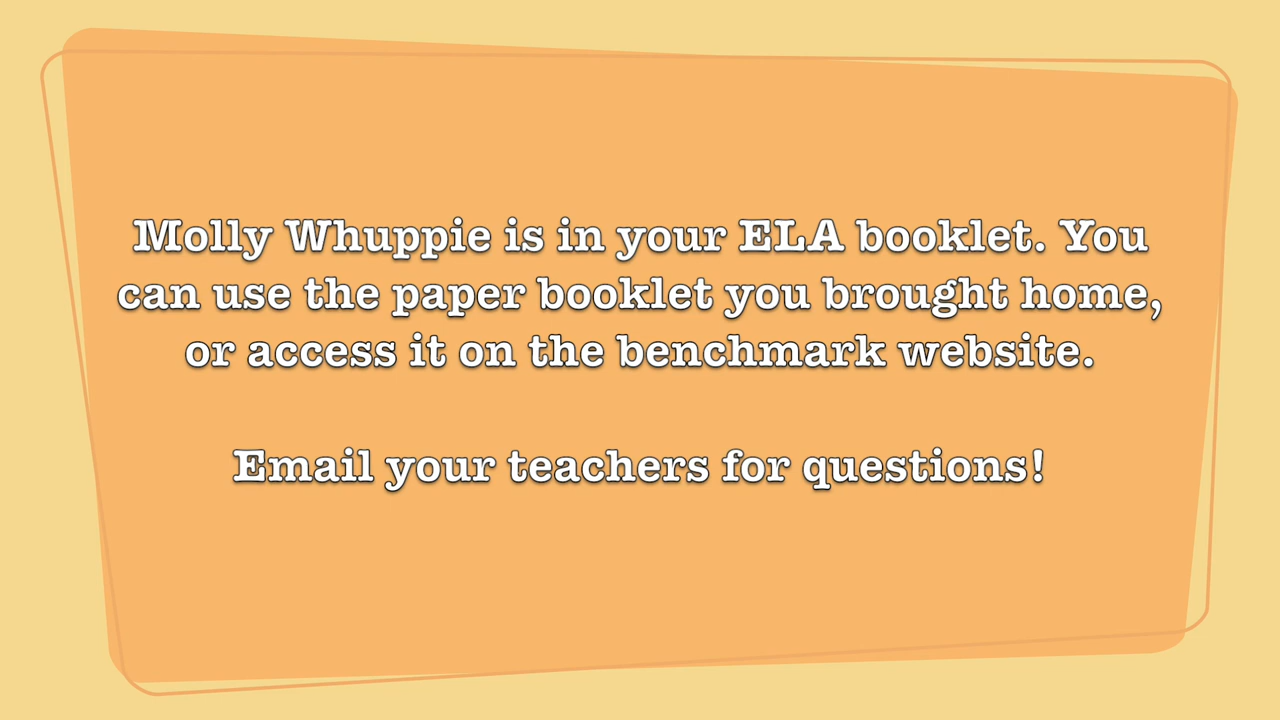 Molly Whuppie is in your ELA booklet. You
can use the paper booklet you brought home,
or access it on the benchmark website.
Email your teachers for questions!